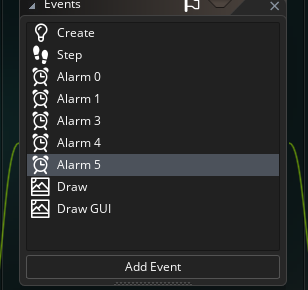 Events
Create
Step
Alarm 0
Alarm 1
Alarm 3
Alarm 4
Alarm 5
Draw
Draw GUI
Add Event